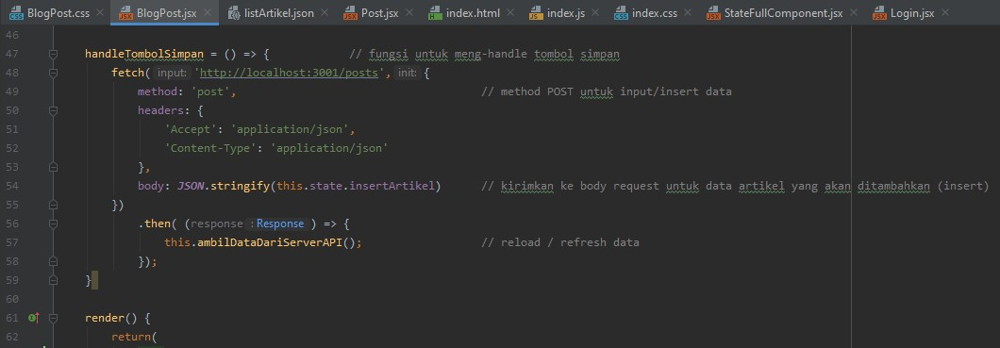 BlogPost.css BlogPost.jsx listArtikel.json Post.jsx index.html index.js index.css StateFullComponent.jsx Login.jsx
46
47 handleTombolSimpan = () => { // fungsi untuk meng-handle tombol simpan
48 fetch( input: 'http://localhost:3001/posts', init: {
49 method: 'post', // method POST untuk input/insert data
50 headers: {
51 'Accept': 'application/json',
52 'Content-Type': 'application/json'
53 },
54 body: JSON.stringify(this.state.insertArtikel) // kirimkan ke body request untuk data artikel yang akan ditambahkan (insert)
55 })
56 .then( (response : Response ) => {
57 this.ambilDataDariServerAPI(); // reload / refresh data
58 });
59 }
60
61 render() {
62 return(